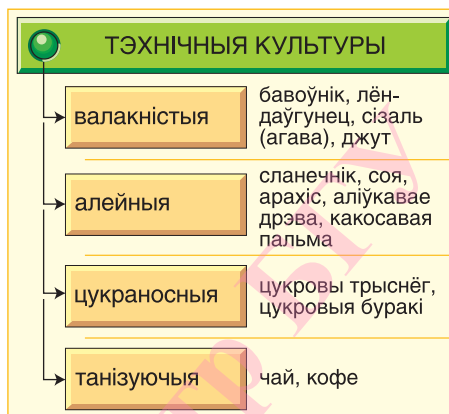 ТЭХНІЧНЫЯ КУЛЬТУРЫ
валакністыя
бавоўнік, лён-
даўгунец, сізаль
(агава), джут
алейныя
сланечнік, соя,
арахіс, аліўкавае
дрэва, какосавая
пальма
цукраносныя
цукровы трыснёг,
цукровыя буракі
танізуючыя
чай, кофе
БГУ